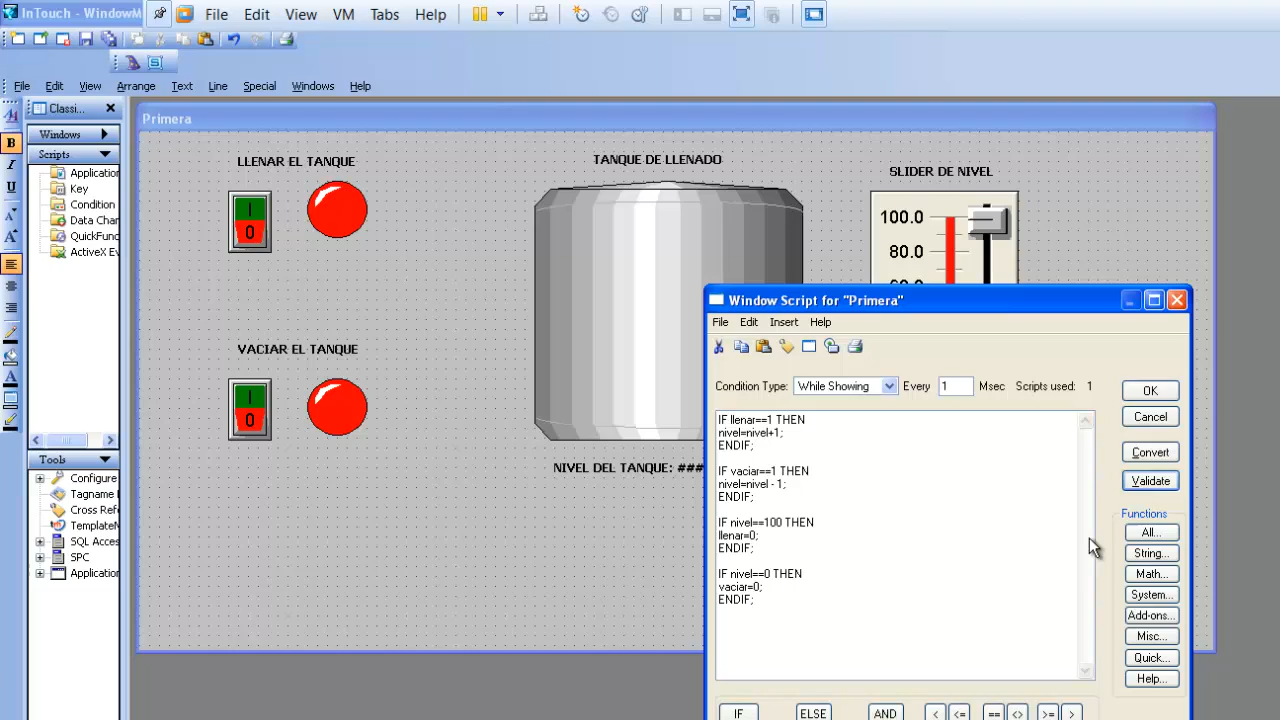 InTouch - WindowM
File Edit View VM Tabs Help
File Edit View Arrange Text Line Special Windows Help
Classi...
Windows
Scripts
Application
Key
Condition
Data Char
QuickFunc
ActiveX Ev
Tools
Configure
Tagname
Cross Ref
TemplateM
SQL Acces
SPC
Application
B
I
U
A
A
A
Primera
LLENAR EL TANQUE
I
0
VACIAR EL TANQUE
I
0
TANQUE DE LLENADO
NIVEL DEL TANQUE: ###
SLIDER DE NIVEL
100.0
80.0
Window Script for "Primera"
File Edit Insert Help
Condition Type: While Showing Every 1 Msec Scripts used: 1
IF llenar==1 THEN
nivel=nivel+1;
ENDIF;
IF vaciar==1 THEN
nivel=nivel - 1;
ENDIF;
IF nivel==100 THEN
llenar=0;
ENDIF;
IF nivel==0 THEN
vaciar=0;
ENDIF;
OK
Cancel
Convert
Validate
Functions
All...
String...
Math...
System...
Add-ons...
Misc...
Quick...
Help...
IF ELSE AND < <= == <> >= >